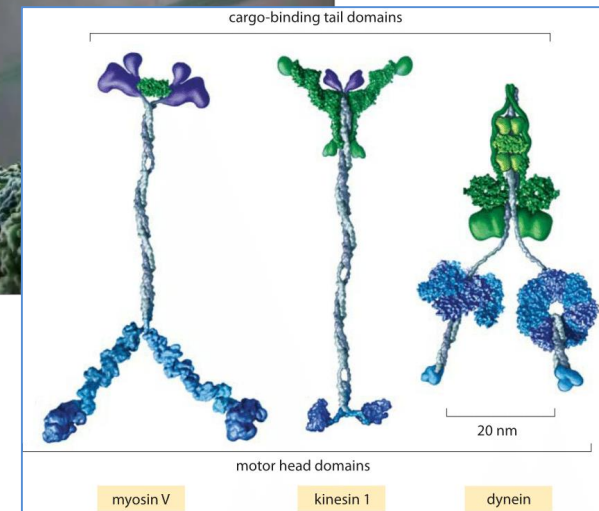 cargo-binding tail domains
20 nm
motor head domains
myosin V
kinesin 1
dynein